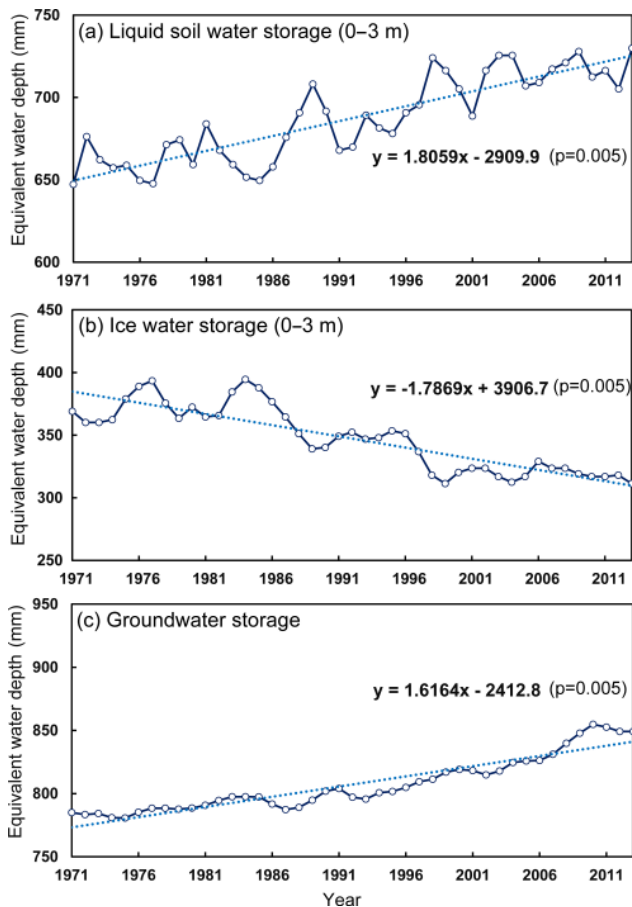 (a) Liquid soil water storage (0–3 m)
Equivalent water depth (mm)
700
650
600
y = 1.8059x - 2909.9 (p=0.005)
1971 1976 1981 1986 1991 1996 2001 2006 2011
450
(b) Ice water storage (0–3 m)
Equivalent water depth (mm)
400
350
300
250
y = -1.7869x + 3906.7 (p=0.005)
1971 1976 1981 1986 1991 1996 2001 2006 2011
950
(c) Groundwater storage
Equivalent water depth (mm)
900
850
800
750
y = 1.6164x - 2412.8 (p=0.005)
1971 1976 1981 1986 1991 1996 2001 2006 2011
Year